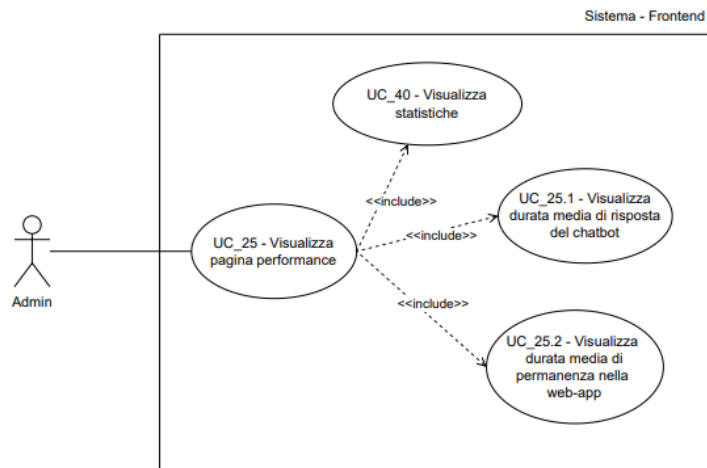 Sistema - Frontend
UC_40 - Visualizza
statistiche
<<include>>
UC_25.1 - Visualizza
durata media di risposta
del chatbot
<<include>>
UC_25 - Visualizza
pagina performance
Admin
<<include>>
UC_25.2 - Visualizza
durata media di
permanenza nella
web-app